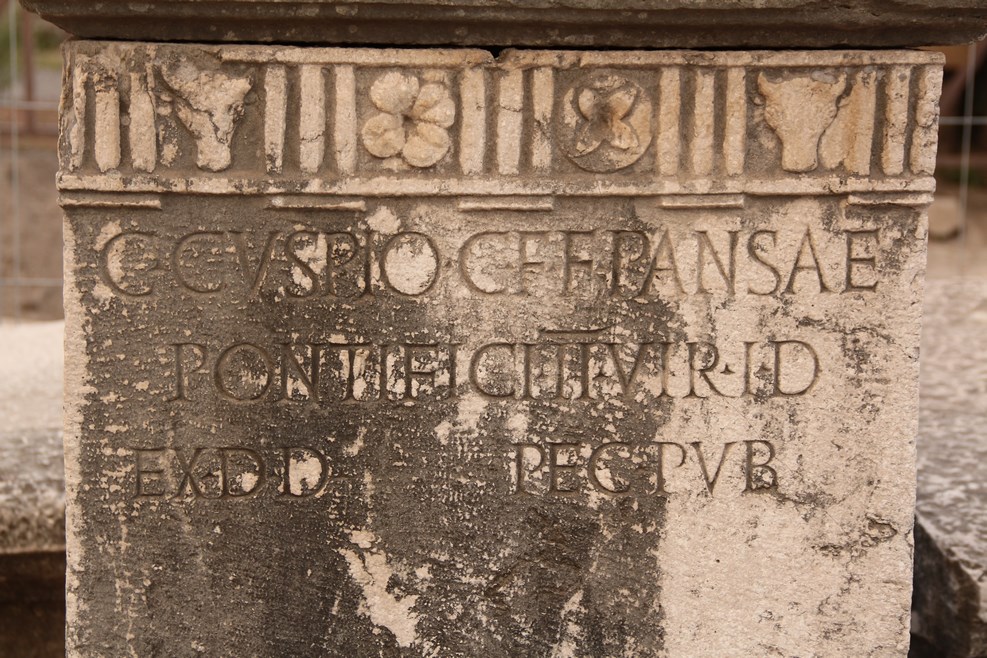 C·CVSPIO·C·F·F·PANSAE
PONTIFICI·II·VIR·I·D
EX·D·D· PEC·PVB